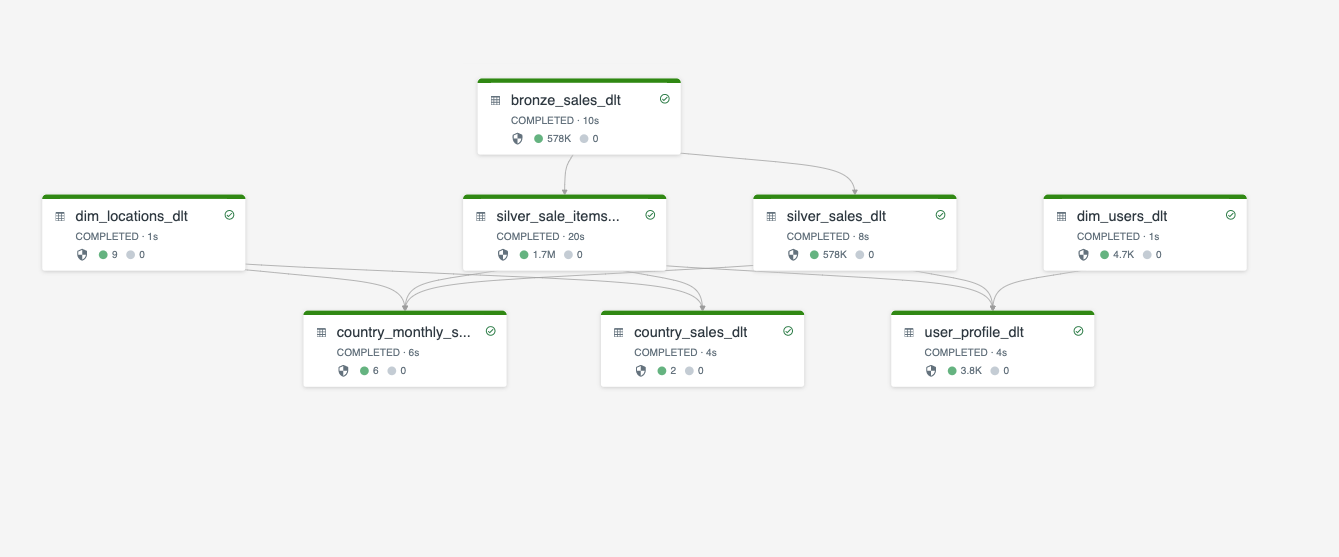 bronze_sales_dlt
COMPLETED · 10s
578K 0
dim_locations_dlt
COMPLETED · 1s
9 0
silver_sale_items...
COMPLETED · 20s
1.7M 0
silver_sales_dlt
COMPLETED · 8s
578K 0
dim_users_dlt
COMPLETED · 1s
4.7K 0
country_monthly_s...
COMPLETED · 6s
6 0
country_sales_dlt
COMPLETED · 4s
2 0
user_profile_dlt
COMPLETED · 4s
3.8K 0